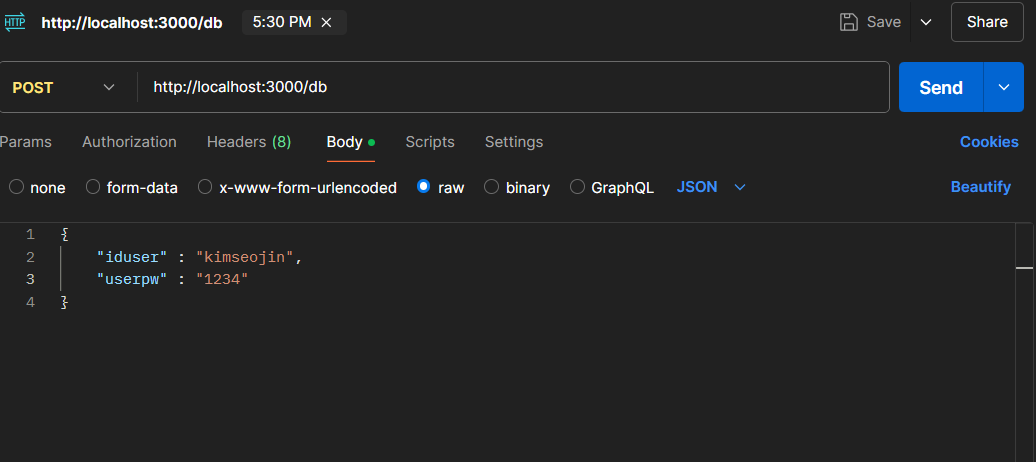 HTTP http://localhost:3000/db 5:30 PM × Save Share
POST http://localhost:3000/db Send
Params Authorization Headers (8) Body Scripts Settings Cookies
none form-data x-www-form-urlencoded raw binary GraphQL JSON Beautify
1 {
2 "iduser" : "kimseojin",
3 "userpw" : "1234"
4 }